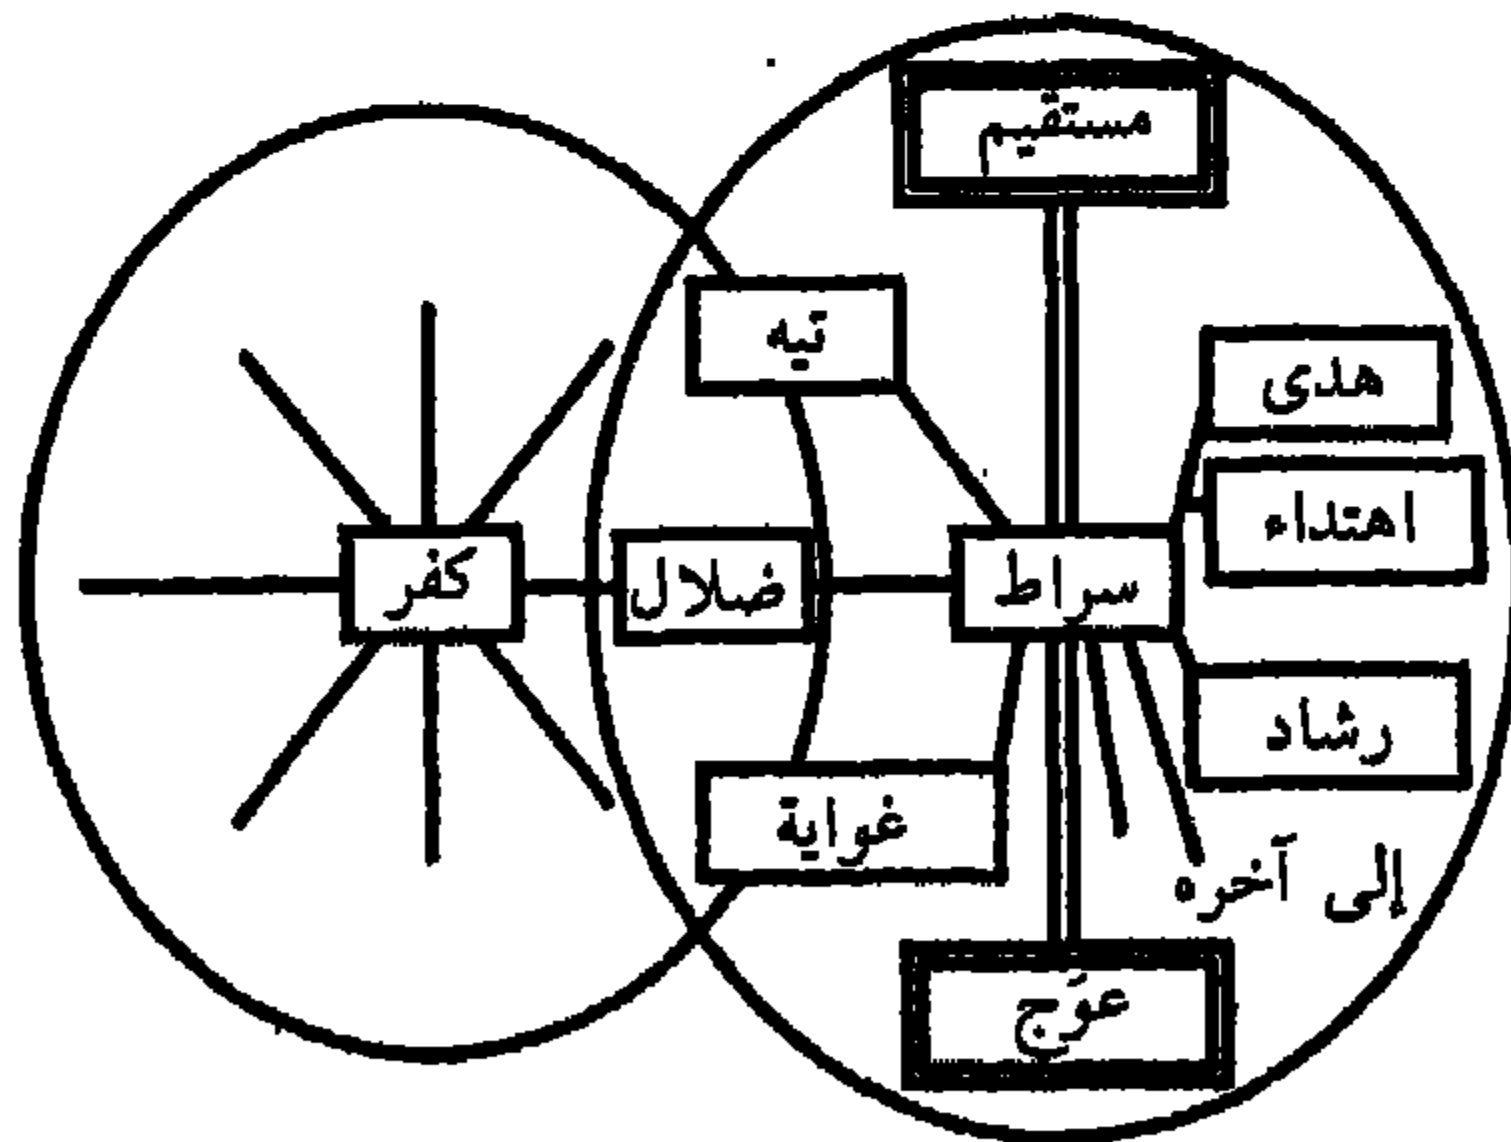 مستقيم
تيه
هدى
اهتداء
كفر
ضلال
سراط
رشاد
غواية
إلى آخره
عوَج